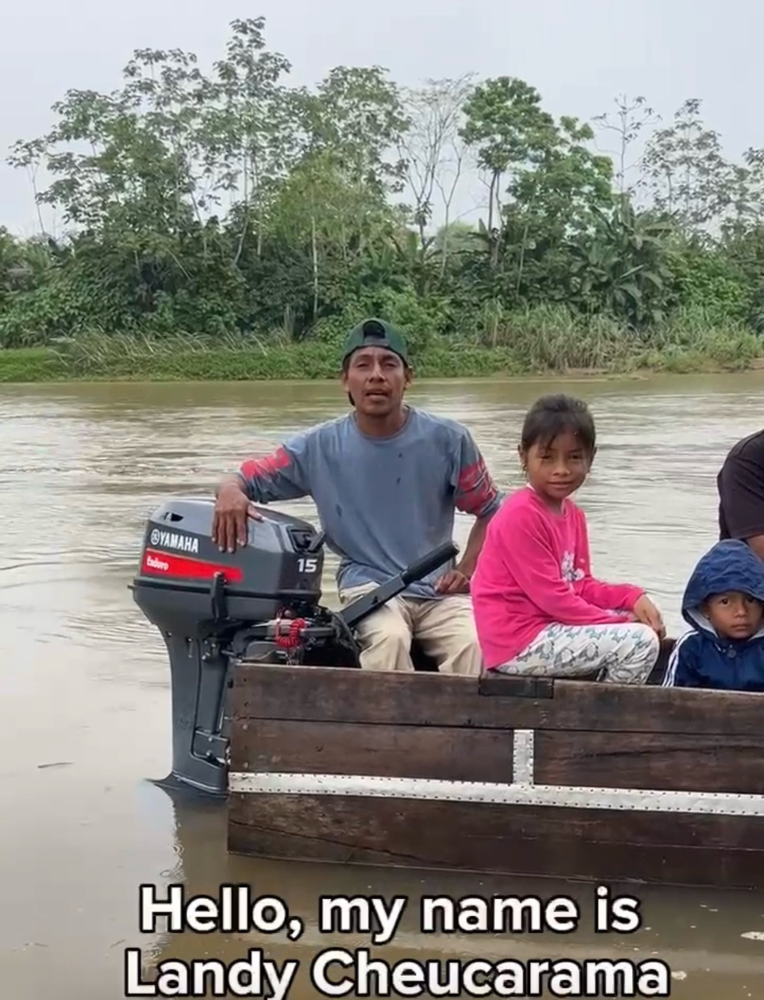 YAMAHA
Enduro
15
Hello, my name is
Landy Cheucarama